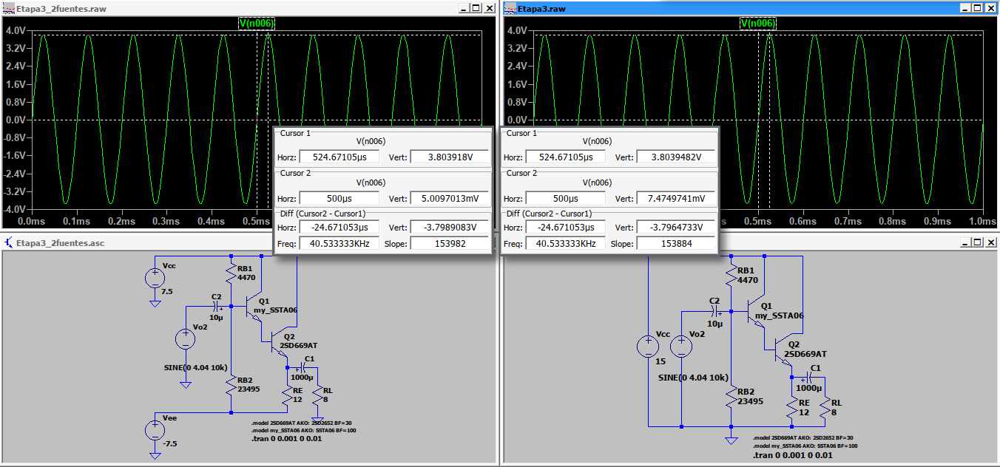 Etapa3_2fuentes.raw
V(n006)
4.0V
3.2V
2.4V
1.6V
0.8V
0.0V
-0.8V
-1.6V
-2.4V
-3.2V
-4.0V
0.0ms 0.1ms 0.2ms 0.3ms 0.4ms 0.5ms
Cursor 1
V(n006)
Horz: 524.67105µs Vert: 3.803918V
Cursor 2
V(n006)
Horz: 500µs Vert: 5.0097013mV
Diff (Cursor2 - Cursor1)
Horz: -24.671053µs Vert: -3.7989083V
Freq: 40.533333KHz Slope: 153982
Etapa3.raw
V(n006)
4.0V
3.2V
2.4V
1.6V
0.8V
0.0V
Cursor 1
V(n006)
Horz: 524.67105µs Vert: 3.8039482V
Cursor 2
V(n006)
Horz: 500µs Vert: 7.4749741mV
Diff (Cursor2 - Cursor1)
Horz: -24.671053µs Vert: -3.7964733V
Freq: 40.533333KHz Slope: 153884
0.5ms 0.6ms 0.7ms 0.8ms 0.9ms 1.0ms
Etapa3_2fuentes.asc
Vcc
7.5
RB1
4470
C2
10µ
Q1
my_SSTA06
Vo2
SINE(0 4.04 10k)
Q2
2SD669AT
C1
1000µ
RB2
23495
RE
12
RL
8
Vee
-7.5
.model 2SD669AT AKO: 2SD2652 BF=30
.model my_SSTA06 AKO: SSTA06 BF=100
.tran 0 0.001 0 0.01
RB1
4470
C2
10µ
Q1
my_SSTA06
Vcc
15
Vo2
SINE(0 4.04 10k)
Q2
2SD669AT
C1
1000µ
RB2
23495
RE
12
RL
8
.model 2SD669AT AKO: 2SD2652 BF=30
.model my_SSTA06 AKO: SSTA06 BF=100
.tran 0 0.001 0 0.01